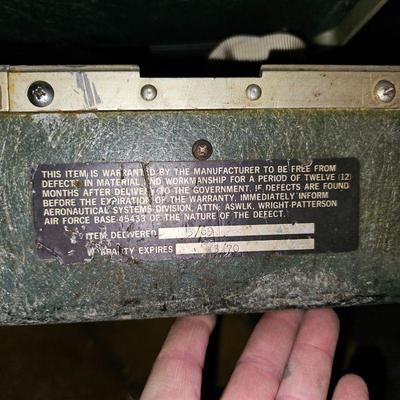 THIS ITEM IS WARRANTED BY THE MANUFACTURER TO BE FREE FROM
DEFECT IN MATERIAL AND WORKMANSHIP FOR A PERIOD OF TWELVE (12)
MONTHS AFTER DELIVERY TO THE GOVERNMENT. IF DEFECTS ARE FOUND
BEFORE THE EXPIRATION OF THE WARRANTY, IMMEDIATELY INFORM
AERONAUTICAL SYSTEMS DIVISION, ATTN: ASWLK, WRIGHT-PATTERSON
AIR FORCE BASE 45433 OF THE NATURE OF THE DEFECT.
ITEM DELIVERED
WARRANTY EXPIRES